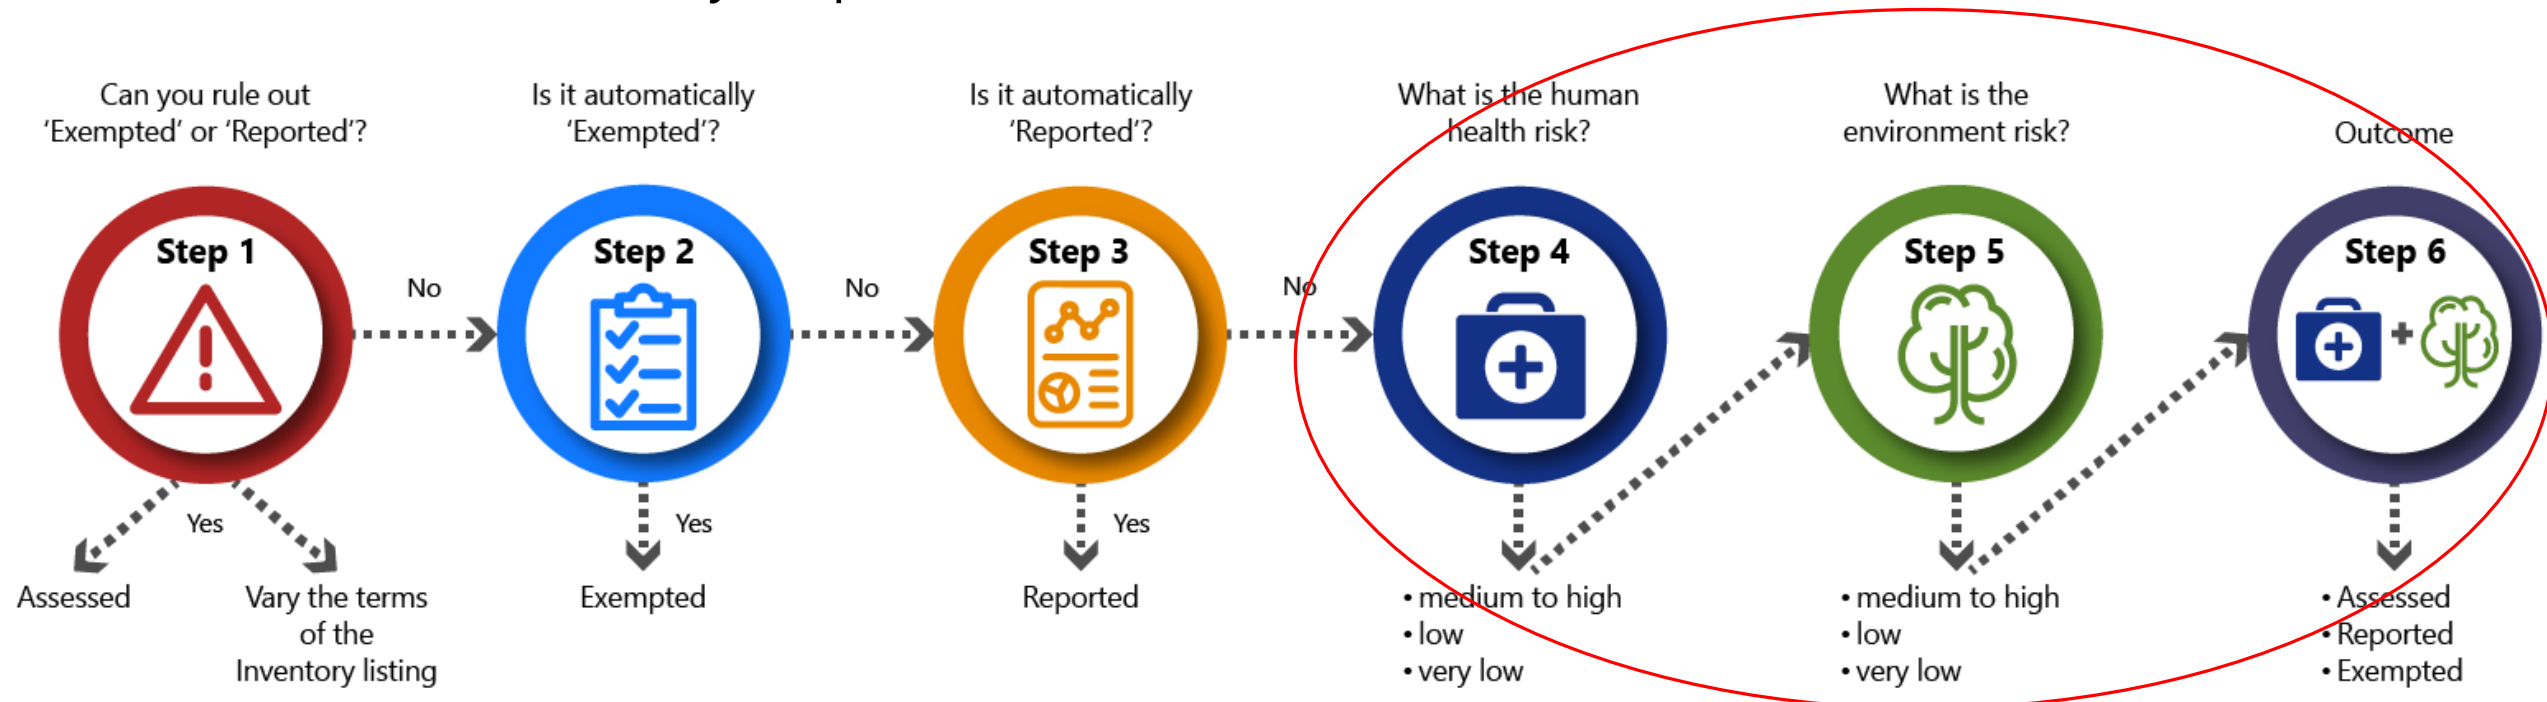 Can you rule out
‘Exempted’ or ‘Reported’?
Is it automatically
‘Exempted’?
Is it automatically
‘Reported’?
What is the human
health risk?
What is the
environment risk?
Outcome
Step 1
Step 2
Step 3
Step 4
Step 5
Step 6
No
No
No
Yes
Yes
Yes
Assessed
Vary the terms
of the
Inventory listing
Exempted
Reported
• medium to high
• low
• very low
• medium to high
• low
• very low
• Assessed
• Reported
• Exempted